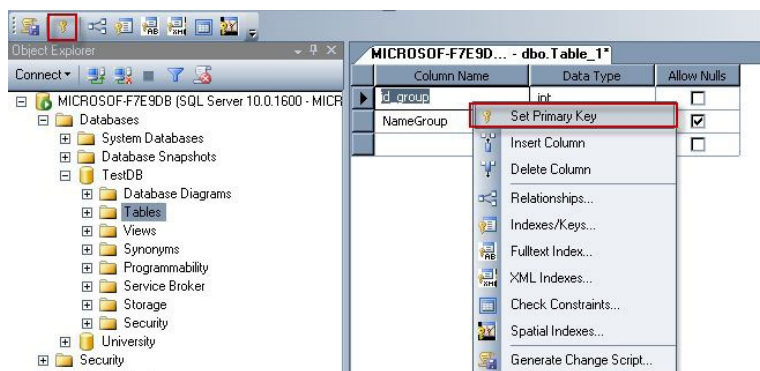 Object Explorer
Connect
MICROSOF-F7E9DB (SQL Server 10.0.1600 - MICR
Databases
System Databases
Database Snapshots
TestDB
Database Diagrams
Tables
Views
Synonyms
Programmability
Service Broker
Storage
Security
University
Security
MICROSOF-F7E9D... - dbo.Table_1*
Column Name Data Type Allow Nulls
id_group int
NameGroup
Set Primary Key
Insert Column
Delete Column
Relationships...
Indexes/Keys...
Fulltext Index...
XML Indexes...
Check Constraints...
Spatial Indexes...
Generate Change Script...